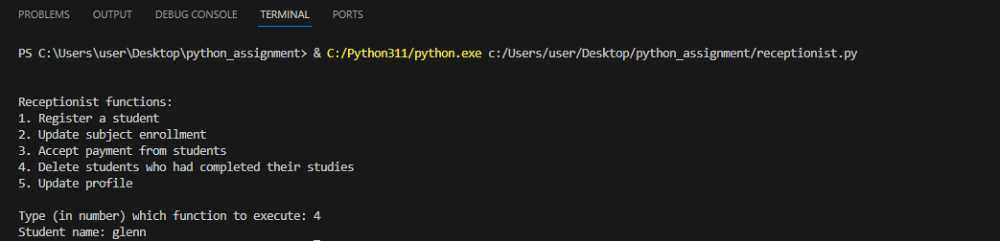 PROBLEMS OUTPUT DEBUG CONSOLE TERMINAL PORTS
PS C:\Users\user\Desktop\python_assignment> & C:/Python311/python.exe c:/Users/user/Desktop/python_assignment/receptionist.py
Receptionist functions:
1. Register a student
2. Update subject enrollment
3. Accept payment from students
4. Delete students who had completed their studies
5. Update profile
Type (in number) which function to execute: 4
Student name: glenn